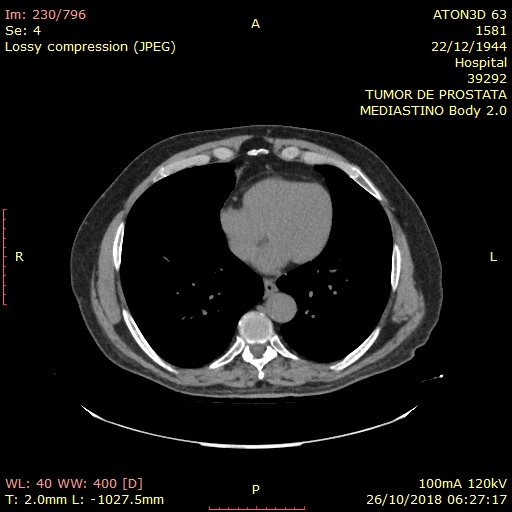 Im: 230/796
Se: 4
Lossy compression (JPEG)
A
ATON3D 63
1581
22/12/1944
Hospital
39292
TUMOR DE PROSTATA
MEDIASTINO Body 2.0
R
L
WL: 40 WW: 400 [D]
T: 2.0mm L: -1027.5mm
P
100mA 120kV
26/10/2018 06:27:17